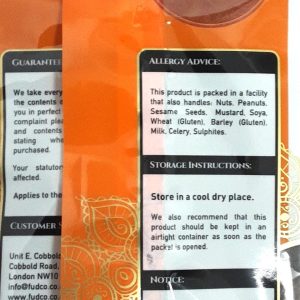 GUARANTEE
We take every
the contents o
you in perfect
complaint plea
and contents
stating wher
purchased.
Your statutory
affected.
Applies to the
CUSTOMER S
Unit E, Cobbold
Cobbold Road,
London NW10
info@fudco.co
www.fudco.co
ALLERGY ADVICE:
This product is packed in a facility
that also handles: Nuts, Peanuts,
Sesame Seeds, Mustard, Soya,
Wheat (Gluten), Barley (Gluten),
Milk, Celery, Sulphites.
STORAGE INSTRUCTIONS:
Store in a cool dry place.
We also recommend that this
product should be kept in an
airtight container as soon as the
packet is opened.
NOTICE: